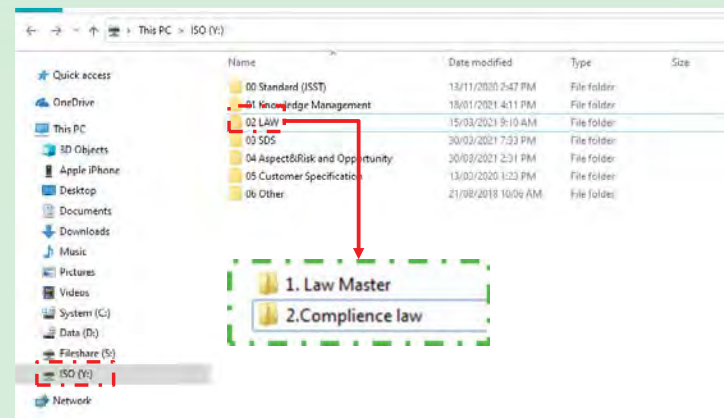 This PC > ISO (Y:)
Name Date modified Type Size
Quick access
OneDrive
This PC
3D Objects
Apple iPhone
Desktop
Documents
Downloads
Music
Pictures
Videos
System (C:)
Data (D:)
Fileshare (S:)
ISO (Y:)
Network
00 Standard (JSST) 13/11/2020 2:47 PM File folder
01 Knowledge Management 18/01/2021 4:11 PM File folder
02 LAW 15/03/2021 9:10 AM File folder
03 SDS 30/03/2021 7:33 PM File folder
04 Aspect&Risk and Opportunity 30/03/2021 2:31 PM File folder
05 Customer Specification 13/03/2020 1:23 PM File folder
06 Other 21/08/2018 10:06 AM File folder
1. Law Master
2.Complience law